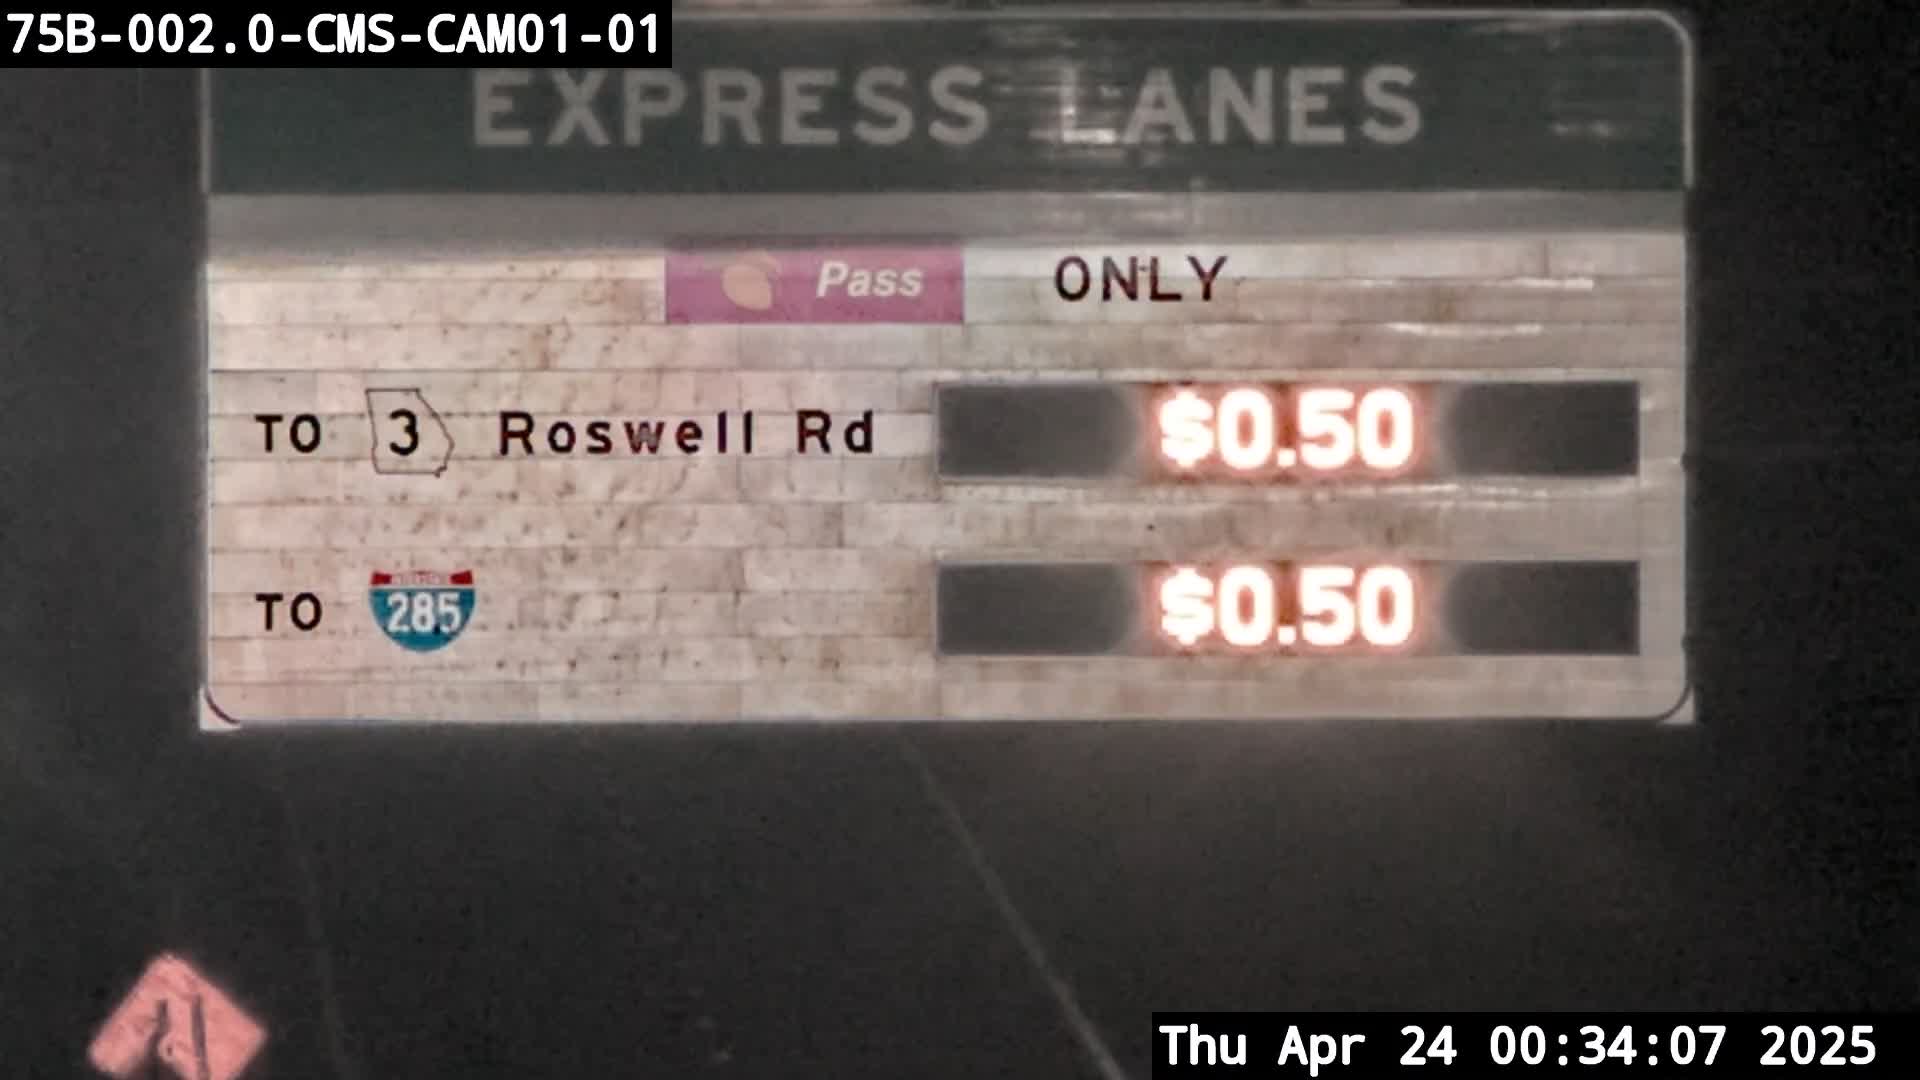 75B-002.0-CMS-CAM01-01
EXPRESS LANES
Pass ONLY
TO 3 Roswell Rd $0.50
TO 285 $0.50
Thu Apr 24 00:34:07 2025